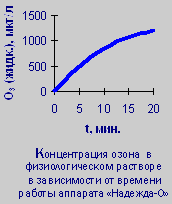 О₃ (жидк.), мкг/л
1500
1000
500
0
0 5 10 15 20
t, мин.
Концентрация озона в
физиологическом растворе
в зависимости от времени
работы аппарата «Надежда-О»